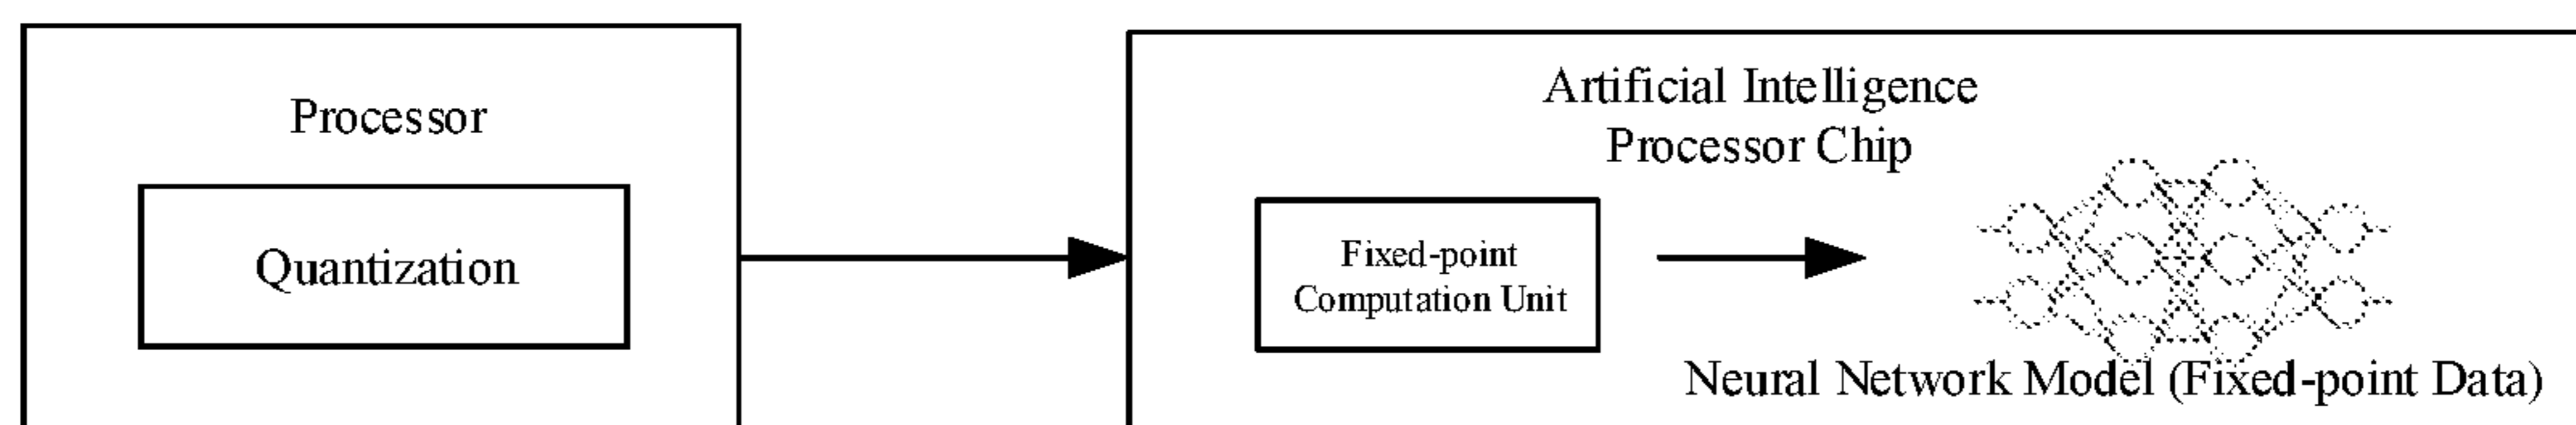 Processor
Quantization
Artificial Intelligence
Processor Chip
Fixed-point
Computation Unit
Neural Network Model (Fixed-point Data)